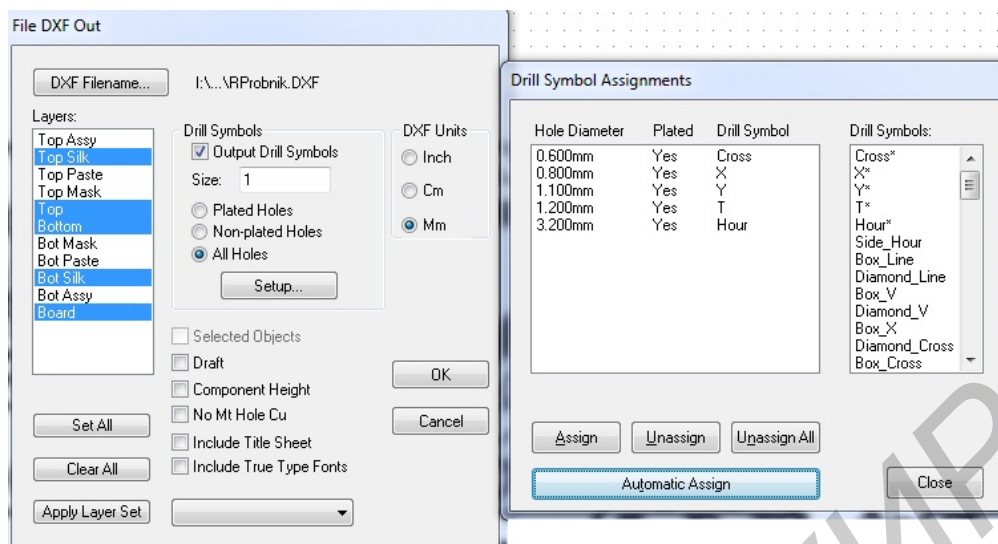 File DXF Out
DXF Filename...
I:\...\RProbnik.DXF
Layers:
Top Assy
Top Silk
Top Paste
Top Mask
Top
Bottom
Bot Mask
Bot Paste
Bot Silk
Bot Assy
Board
Set All
Clear All
Apply Layer Set
Drill Symbols
Output Drill Symbols
Size: 1
Plated Holes
Non-plated Holes
All Holes
Setup...
Selected Objects
Draft
Component Height
No Mt Hole Cu
Include Title Sheet
Include True Type Fonts
DXF Units
Inch
Cm
Mm
OK
Cancel
Drill Symbol Assignments
Hole Diameter Plated Drill Symbol
0.600mm Yes Cross
0.800mm Yes X
1.100mm Yes Y
1.200mm Yes T
3.200mm Yes Hour
Drill Symbols:
Cross*
X*
Y*
T*
Hour*
Side_Hour
Box_Line
Diamond_Line
Box_V
Diamond_V
Box_X
Diamond_Cross
Box_Cross
Assign
Unassign
Unassign All
Automatic Assign
Close